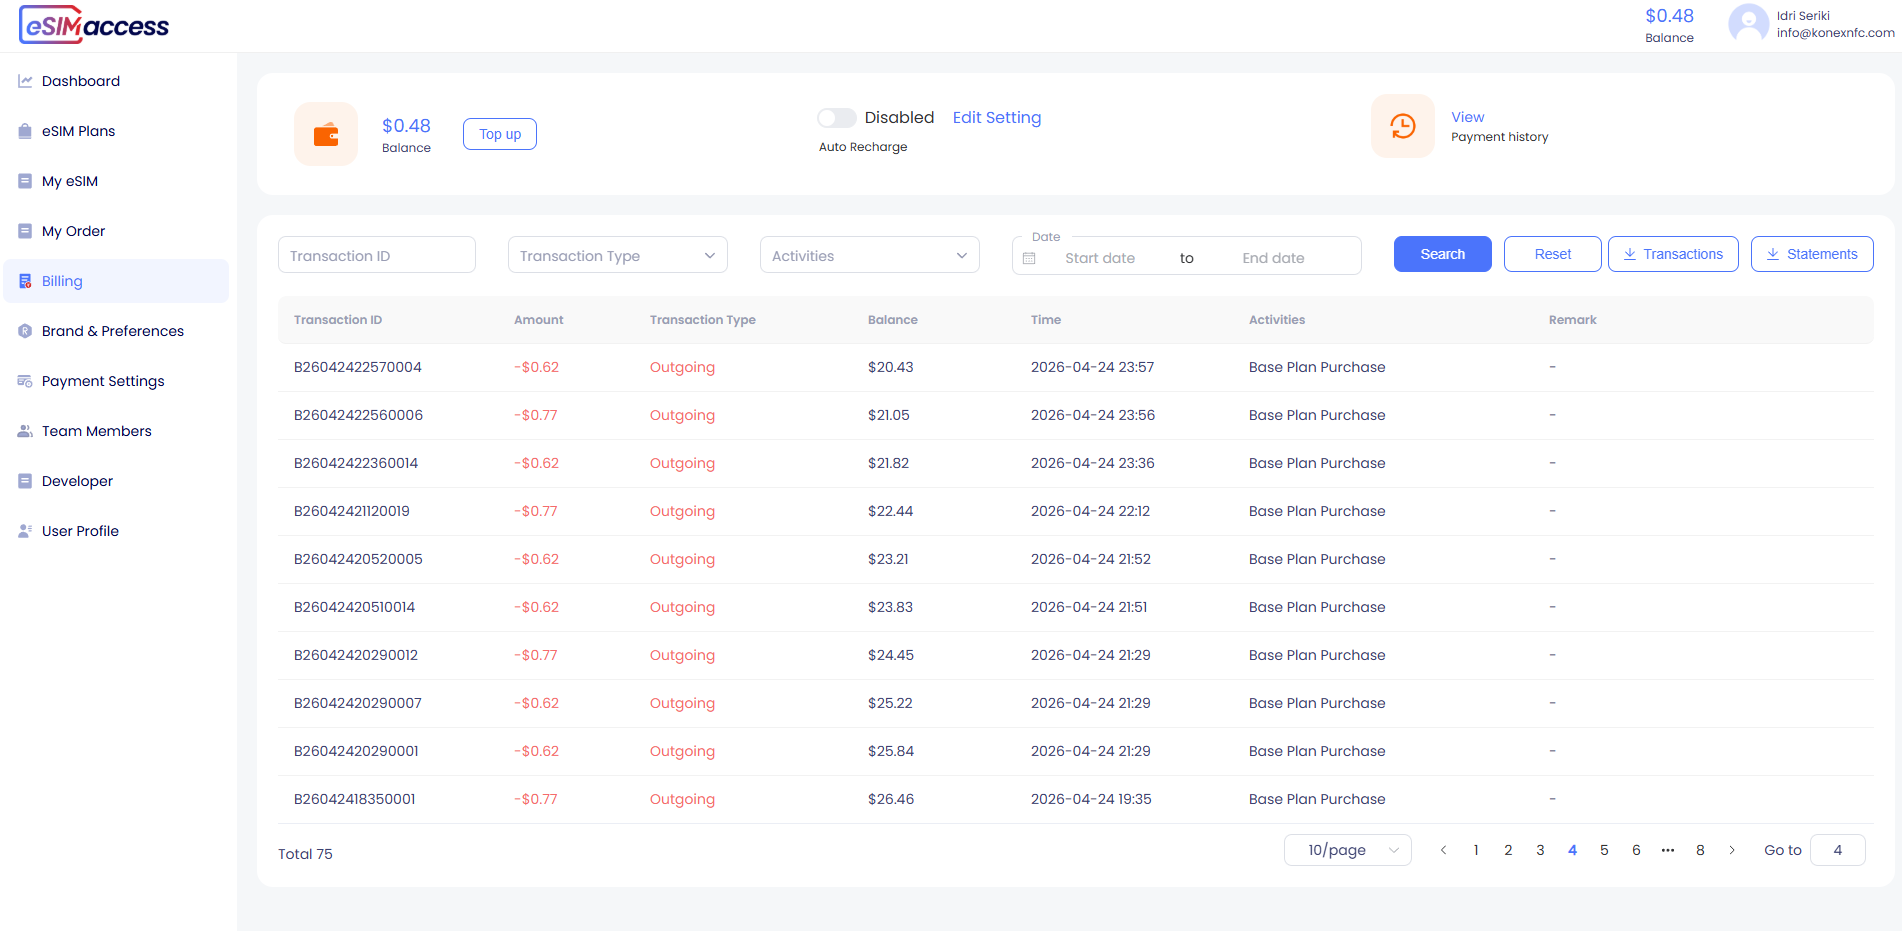 eSIMaccess
$0.48
Balance
Idri Seriki
info@konexnfc.com
Dashboard
eSIM Plans
My eSIM
My Order
Billing
Brand & Preferences
Payment Settings
Team Members
Developer
User Profile
$0.48
Balance
Top up
Disabled Edit Setting
Auto Recharge
View
Payment history
Transaction ID Transaction Type Activities Date Start date to End date Search Reset Transactions Statements
Transaction ID Amount Transaction Type Balance Time Activities Remark
B26042422570004 -$0.62 Outgoing $20.43 2026-04-24 23:57 Base Plan Purchase -
B26042422560006 -$0.77 Outgoing $21.05 2026-04-24 23:56 Base Plan Purchase -
B26042422360014 -$0.62 Outgoing $21.82 2026-04-24 23:36 Base Plan Purchase -
B26042421120019 -$0.77 Outgoing $22.44 2026-04-24 22:12 Base Plan Purchase -
B26042420520005 -$0.62 Outgoing $23.21 2026-04-24 21:52 Base Plan Purchase -
B26042420510014 -$0.62 Outgoing $23.83 2026-04-24 21:51 Base Plan Purchase -
B26042420290012 -$0.77 Outgoing $24.45 2026-04-24 21:29 Base Plan Purchase -
B26042420290007 -$0.62 Outgoing $25.22 2026-04-24 21:29 Base Plan Purchase -
B26042420290001 -$0.62 Outgoing $25.84 2026-04-24 21:29 Base Plan Purchase -
B26042418350001 -$0.77 Outgoing $26.46 2026-04-24 19:35 Base Plan Purchase -
Total 75 10/page < 1 2 3 4 5 6 ••• 8 > Go to 4